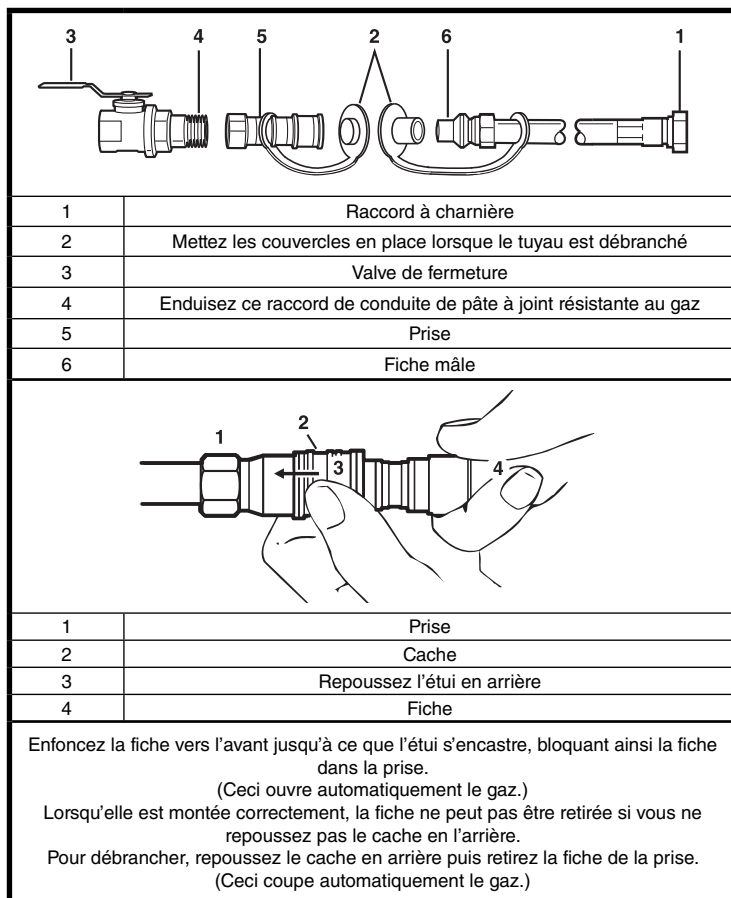 3 4 5 2 6 1
1 Raccord à charnière
2 Mettez les couvercles en place lorsque le tuyau est débranché
3 Valve de fermeture
4 Enduisez ce raccord de conduite de pâte à joint résistante au gaz
5 Prise
6 Fiche mâle
1 2 3 4
1 Prise
2 Cache
3 Repoussez l’étui en arrière
4 Fiche
Enfoncez la fiche vers l’avant jusqu’à ce que l’étui s’encastre, bloquant ainsi la fiche
dans la prise.
(Ceci ouvre automatiquement le gaz.)
Lorsqu’elle est montée correctement, la fiche ne peut pas être retirée si vous ne
repoussez pas le cache en l’arrière.
Pour débrancher, repoussez le cache en arrière puis retirez la fiche de la prise.
(Ceci coupe automatiquement le gaz.)